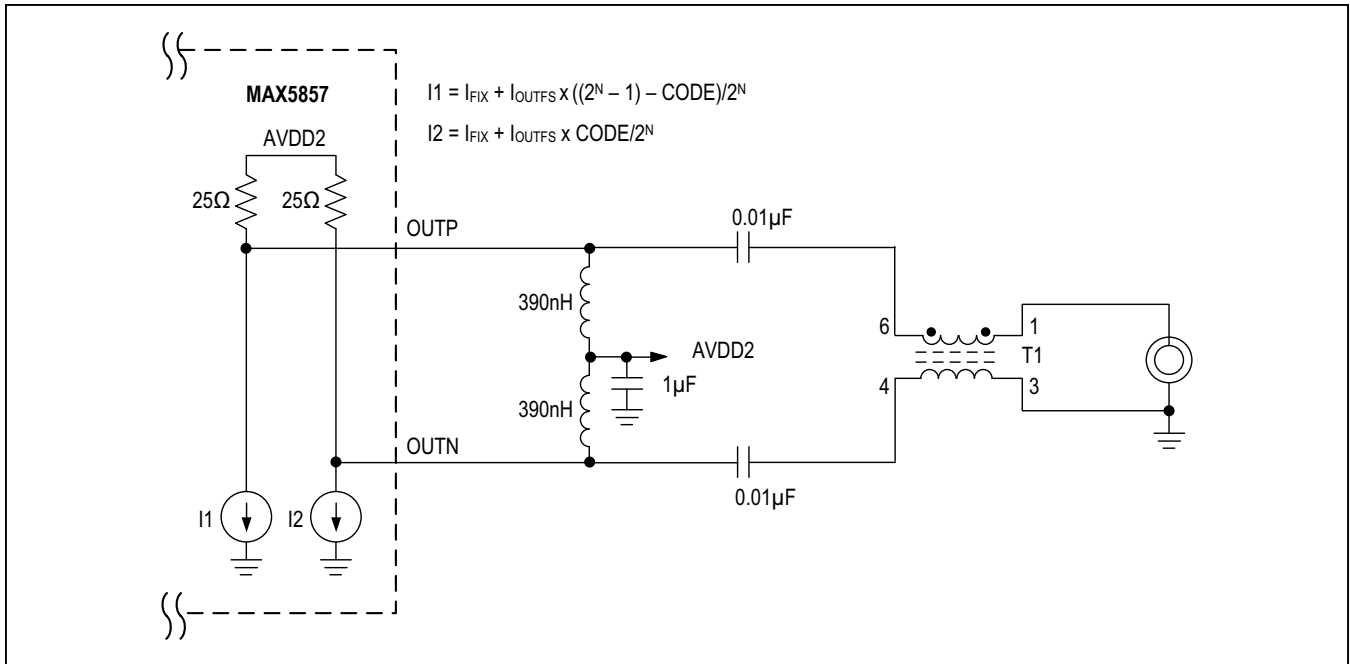 MAX5857
I1 = IFIX + IOUTFS x ((2ᴺ – 1) – CODE)/2ᴺ
I2 = IFIX + IOUTFS x CODE/2ᴺ
AVDD2
25Ω
25Ω
OUTP
0.01µF
390nH
6
1
T1
AVDD2
1µF
4
3
390nH
OUTN
0.01µF
I1
I2